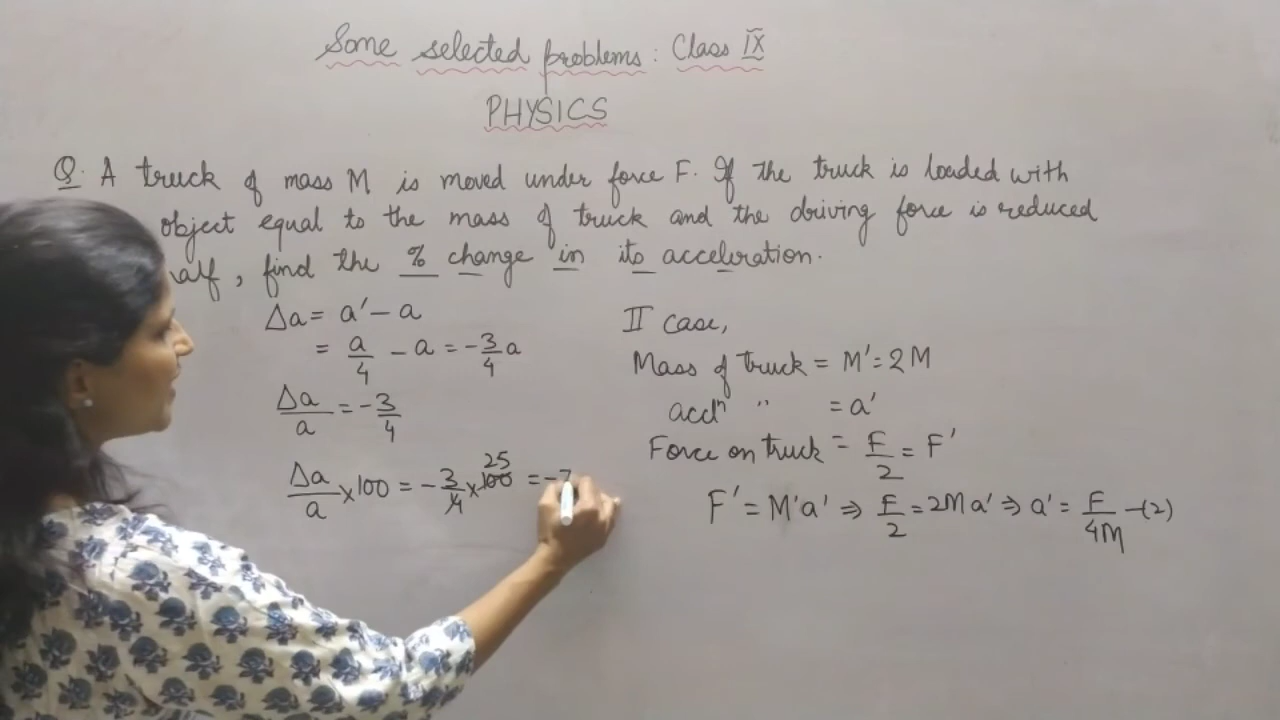 Some selected problems: Class IX
PHYSICS
Q. A truck of mass M is moved under force F. If the truck is loaded with
object equal to the mass of truck and the driving force is reduced
alf, find the % change in its acceleration.
Δa = a' - a
= a/4 - a = -3/4 a
Δa/a = -3/4
Δa/a × 100 = -3/4 × 100 25 = -7
II case,
Mass of truck = M' = 2M
accⁿ " = a'
Force on truck = F/2 = F'
F' = M'a' ⇒ F/2 = 2Ma' ⇒ a' = F/4M -(2)